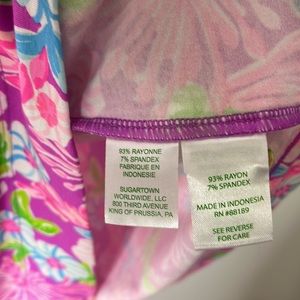 93% RAYONNE
7% SPANDEX
FABRIQUE EN
INDONESIE
SUGARTOWN
WORLDWIDE, LLC
800 THIRD AVENUE
KING OF PRUSSIA, PA
93% RAYON
7% SPANDEX
MADE IN INDONESIA
RN #88189
SEE REVERSE
FOR CARE